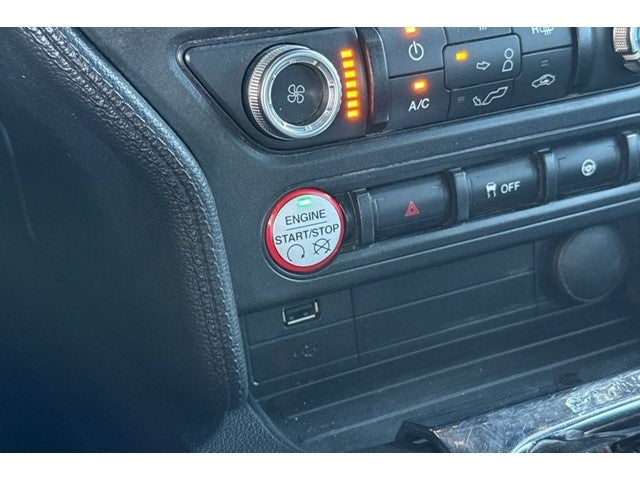 R
A/C
OFF
ENGINE
START/STOP